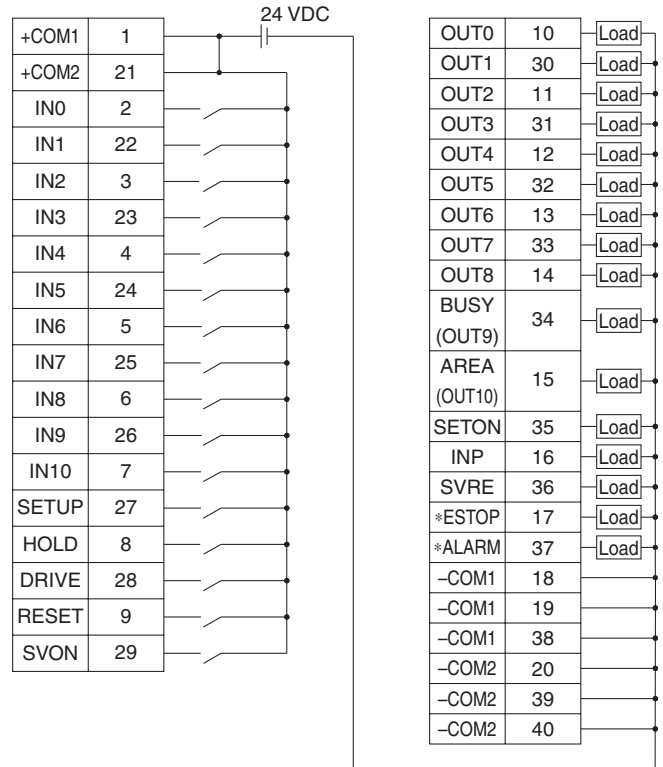 24 VDC
+COM1 1
+COM2 21
IN0 2
IN1 22
IN2 3
IN3 23
IN4 4
IN5 24
IN6 5
IN7 25
IN8 6
IN9 26
IN10 7
SETUP 27
HOLD 8
DRIVE 28
RESET 9
SVON 29
OUT0 10 Load
OUT1 30 Load
OUT2 11 Load
OUT3 31 Load
OUT4 12 Load
OUT5 32 Load
OUT6 13 Load
OUT7 33 Load
OUT8 14 Load
BUSY
(OUT9) 34 Load
AREA
(OUT10) 15 Load
SETON 35 Load
INP 16 Load
SVRE 36 Load
*ESTOP 17 Load
*ALARM 37 Load
–COM1 18
–COM1 19
–COM1 38
–COM2 20
–COM2 39
–COM2 40